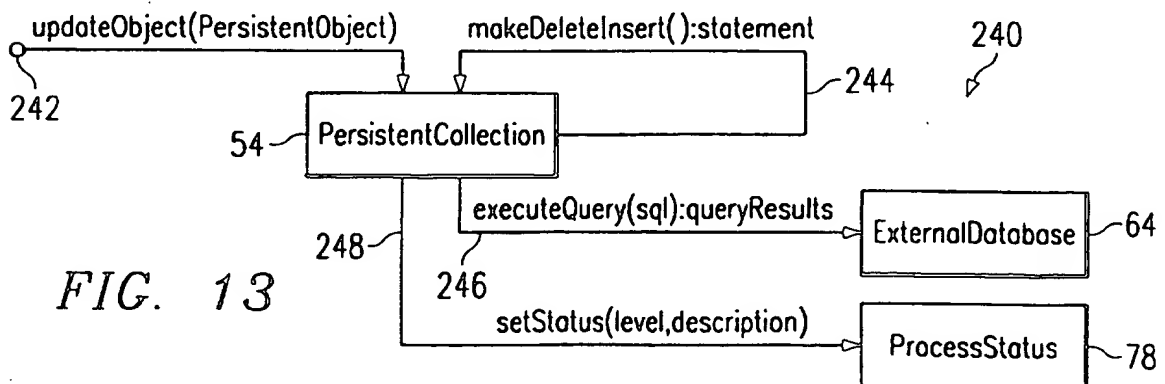 updateObject(PersistentObject)
makeDeleteInsert():statement
240
242
244
54
PersistentCollection
executeQuery(sql):queryResults
248
246
ExternalDatabase
64
FIG. 13
setStatus(level,description)
ProcessStatus
78